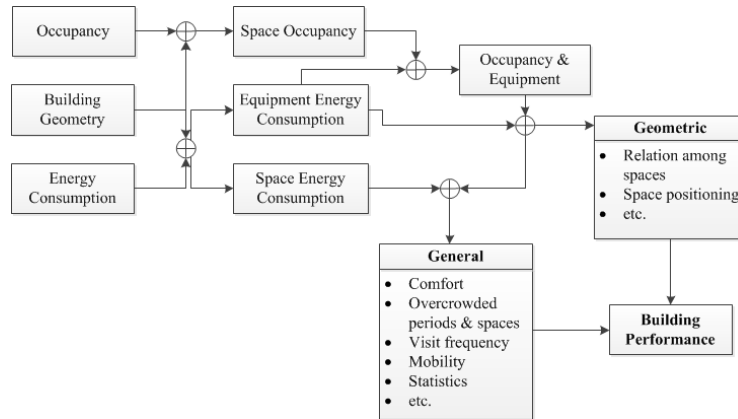 Occupancy
Space Occupancy
Occupancy &
Equipment
Building
Geometry
Equipment Energy
Consumption
Energy
Consumption
Space Energy
Consumption
Geometric
• Relation among
spaces
• Space positioning
• etc.
General
• Comfort
• Overcrowded
periods & spaces
• Visit frequency
• Mobility
• Statistics
• etc.
Building
Performance